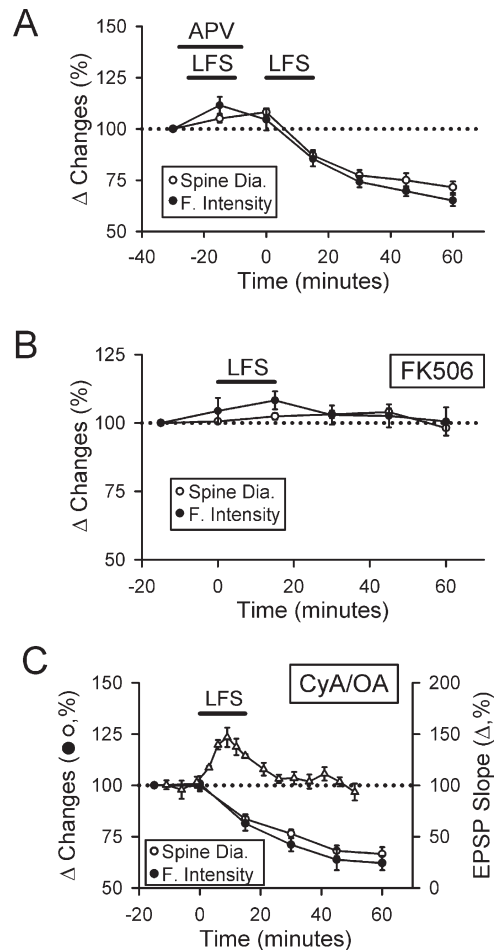 A
APV
LFS LFS
Δ Changes (%)
150
125
100
75
50
Spine Dia.
F. Intensity
-40 -20 0 20 40 60
Time (minutes)
B
LFS
FK506
Δ Changes (%)
125
100
75
50
Spine Dia.
F. Intensity
-20 0 20 40 60
Time (minutes)
C
LFS
CyA/OA
Δ Changes (●○,%)
150
125
100
75
50
EPSP Slope (Δ,%)
200
150
100
50
0
Spine Dia.
F. Intensity
-20 0 20 40 60
Time (minutes)